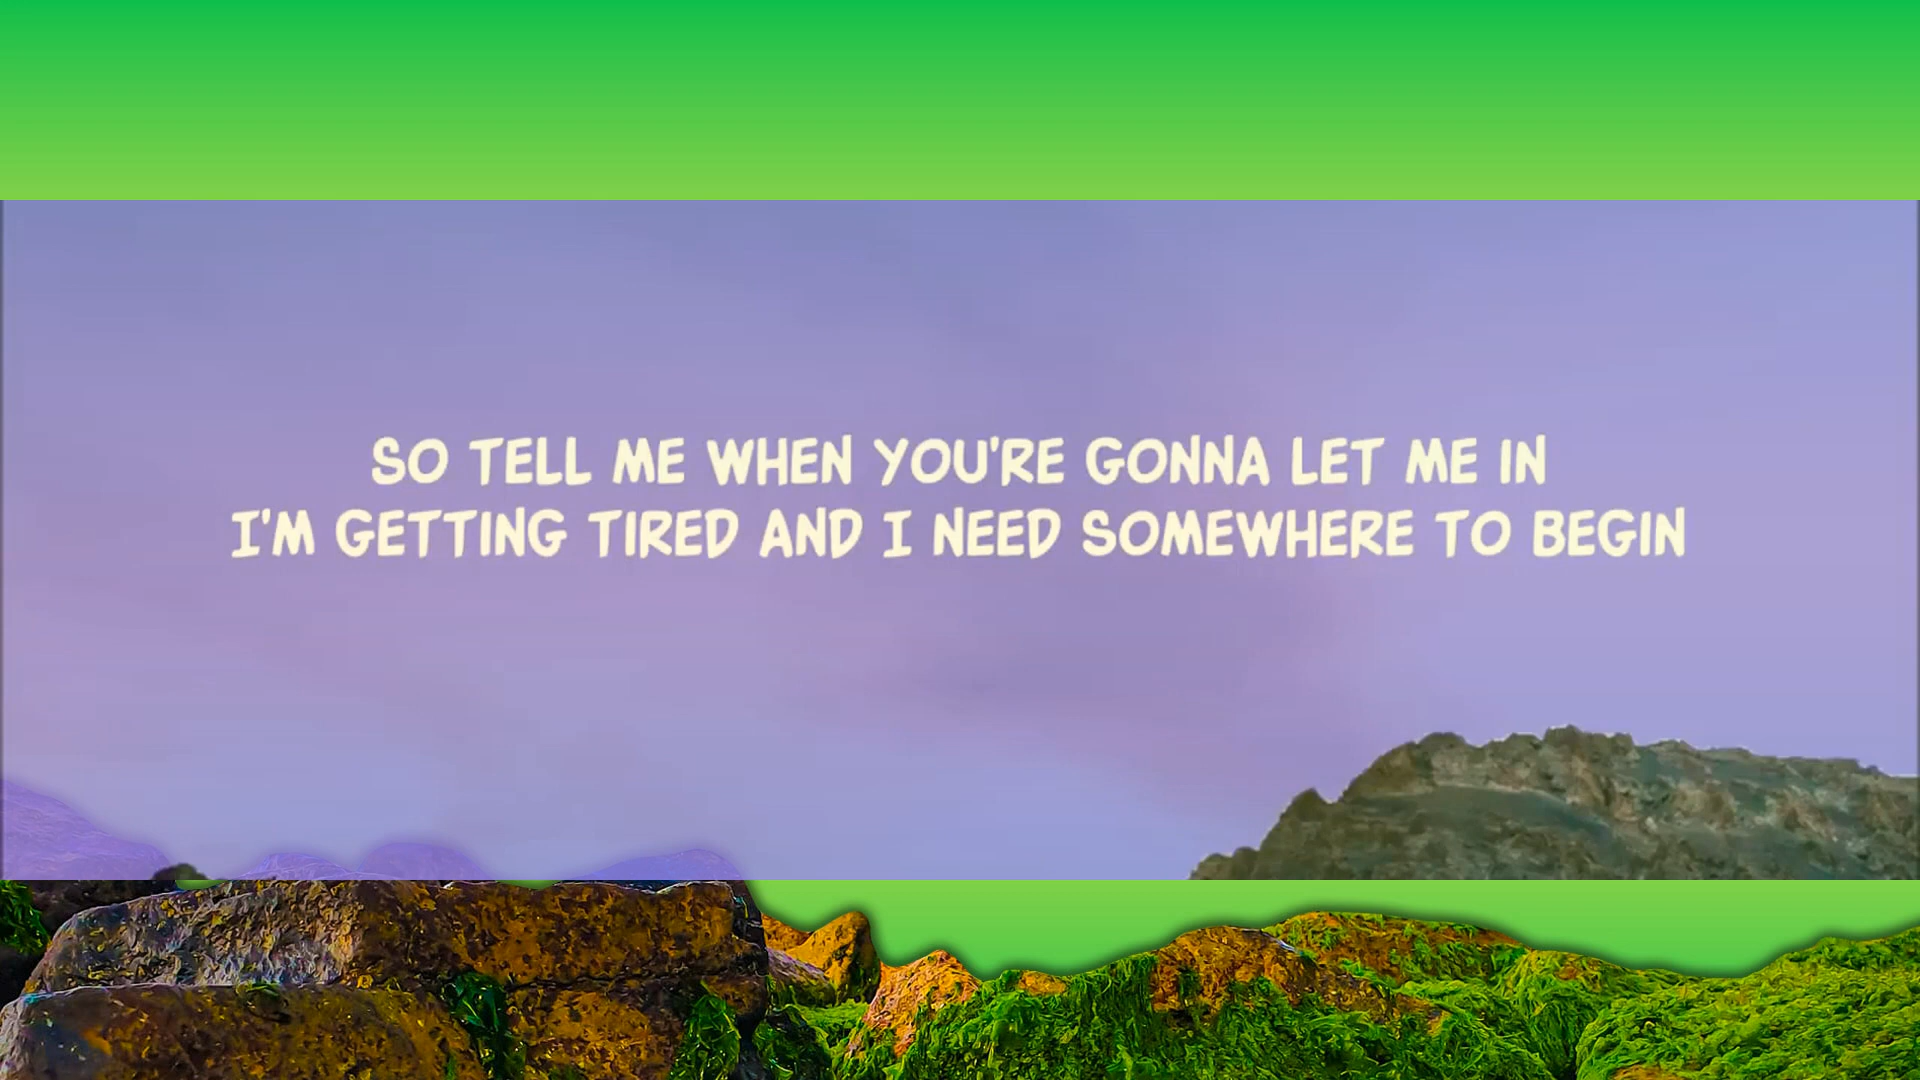 SO TELL ME WHEN YOU'RE GONNA LET ME IN
I'M GETTING TIRED AND I NEED SOMEWHERE TO BEGIN